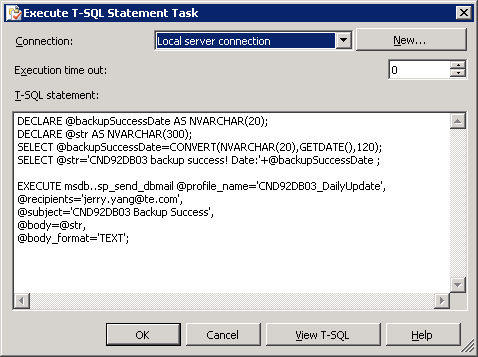 Execute T-SQL Statement Task
Connection:
Local server connection
New...
Execution time out:
0
T-SQL statement:
DECLARE @backupSuccessDate AS NVARCHAR(20);
DECLARE @str AS NVARCHAR(300);
SELECT @backupSuccessDate=CONVERT(NVARCHAR(20),GETDATE(),120);
SELECT @str='CND92DB03 backup success! Date:'+@backupSuccessDate ;
EXECUTE msdb..sp_send_dbmail @profile_name='CND92DB03_DailyUpdate',
@recipients='jerry.yang@te.com',
@subject='CND92DB03 Backup Success',
@body=@str,
@body_format='TEXT';
OK
Cancel
View T-SQL
Help